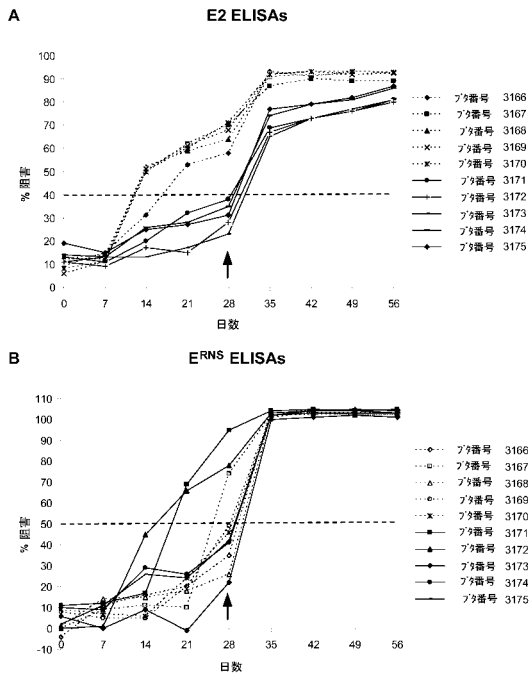 A
E2 ELISAs
100
90
80
70
60
50
40
30
20
10
0
% 阻害
0 7 14 21 28 35 42 49 56
日数
ブタ番号 3166
ブタ番号 3167
ブタ番号 3168
ブタ番号 3169
ブタ番号 3170
ブタ番号 3171
ブタ番号 3172
ブタ番号 3173
ブタ番号 3174
ブタ番号 3175
B
E^RNS ELISAs
110
100
90
80
70
60
50
40
30
20
10
0
-10
% 阻害
0 7 14 21 28 35 42 49 56
日数
ブタ番号 3166
ブタ番号 3167
ブタ番号 3168
ブタ番号 3169
ブタ番号 3170
ブタ番号 3171
ブタ番号 3172
ブタ番号 3173
ブタ番号 3174
ブタ番号 3175